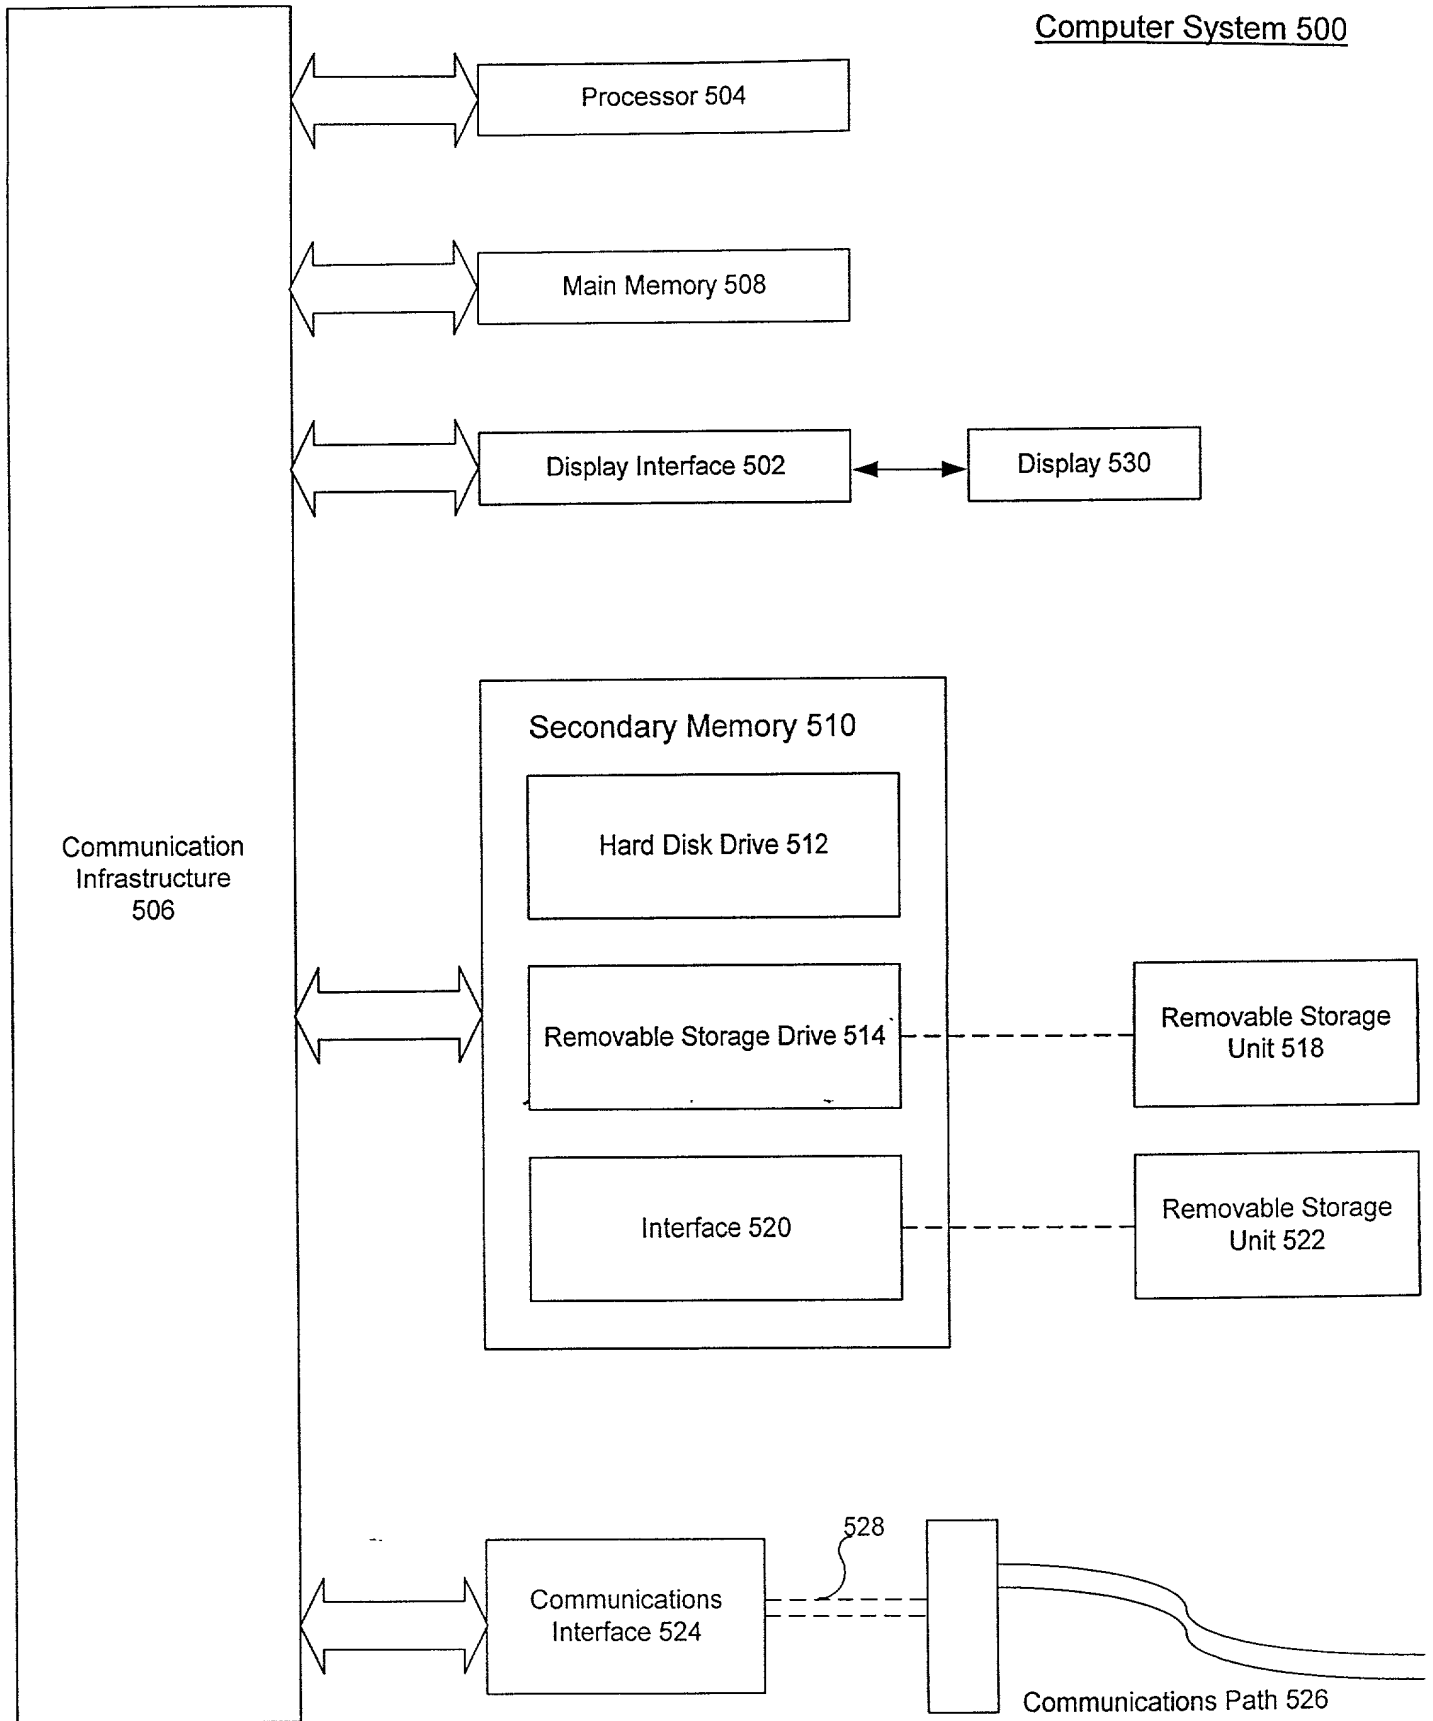 Computer System 500
Processor 504
Main Memory 508
Display Interface 502
Display 530
Secondary Memory 510
Hard Disk Drive 512
Communication
Infrastructure
506
Removable Storage Drive 514
Removable Storage
Unit 518
Interface 520
Removable Storage
Unit 522
528
Communications
Interface 524
Communications Path 526